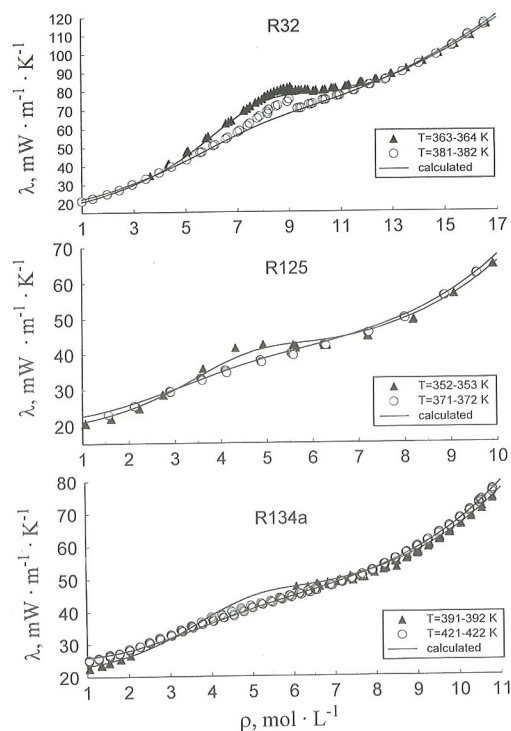 R32
120
110
100
90
80
70
60
50
40
30
20
λ, mW · m⁻¹ · K⁻¹
T=363-364 K
T=381-382 K
calculated
1 3 5 7 9 11 13 15 17
R125
70
60
50
40
30
20
λ, mW · m⁻¹ · K⁻¹
T=352-353 K
T=371-372 K
calculated
1 2 3 4 5 6 7 8 9 10
R134a
80
70
60
50
40
30
20
λ, mW · m⁻¹ · K⁻¹
T=391-392 K
T=421-422 K
calculated
1 2 3 4 5 6 7 8 9 10 11
ρ, mol · L⁻¹